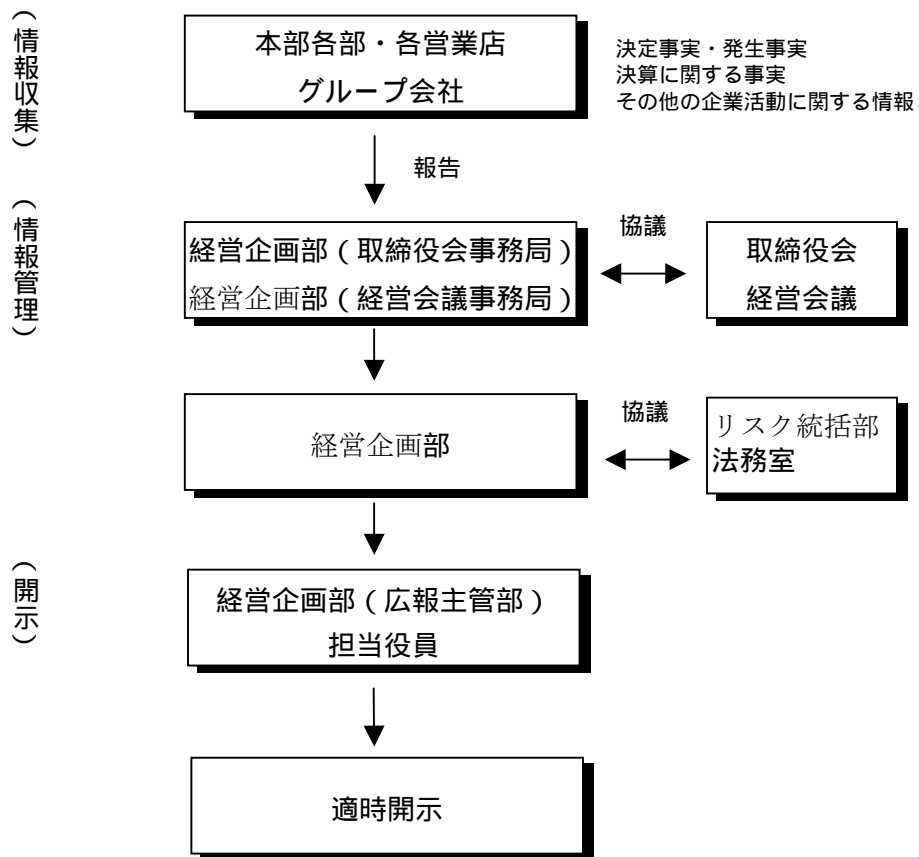 (情報収集)
本部各部・各営業店
グループ会社
決定事実・発生事実
決算に関する事実
その他の企業活動に関する情報
報告
(情報管理)
経営企画部(取締役会事務局)
経営企画部(経営会議事務局)
協議
取締役会
経営会議
経営企画部
協議
リスク統括部
法務室
(開示)
経営企画部(広報主管部)
担当役員
適時開示